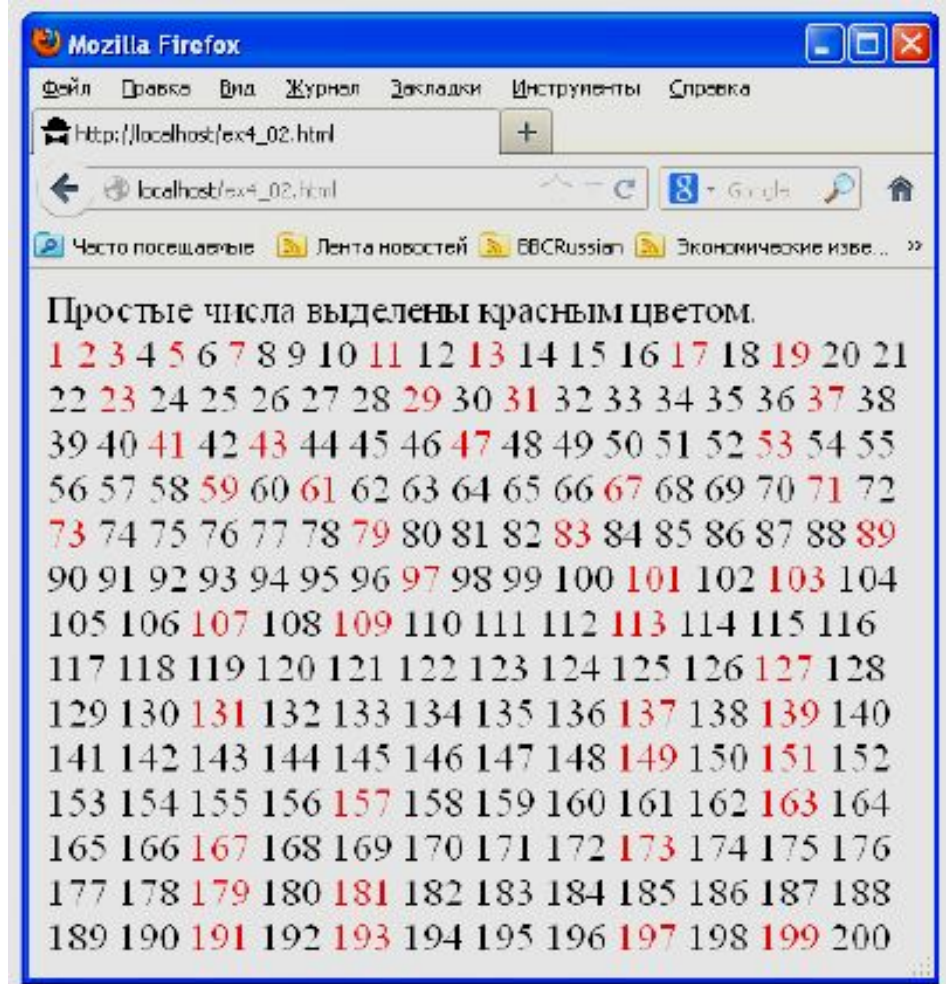 Mozilla Firefox
Файл Правка Вид Журнал Закладки Инструменты Справка
http://localhost/ex4_02.html +
localhost/ex4_02.html Google
Часто посещаемые Лента новостей BBCRussian Экономические изве... »
Простые числа выделены красным цветом.
1 2 3 4 5 6 7 8 9 10 11 12 13 14 15 16 17 18 19 20 21
22 23 24 25 26 27 28 29 30 31 32 33 34 35 36 37 38
39 40 41 42 43 44 45 46 47 48 49 50 51 52 53 54 55
56 57 58 59 60 61 62 63 64 65 66 67 68 69 70 71 72
73 74 75 76 77 78 79 80 81 82 83 84 85 86 87 88 89
90 91 92 93 94 95 96 97 98 99 100 101 102 103 104
105 106 107 108 109 110 111 112 113 114 115 116
117 118 119 120 121 122 123 124 125 126 127 128
129 130 131 132 133 134 135 136 137 138 139 140
141 142 143 144 145 146 147 148 149 150 151 152
153 154 155 156 157 158 159 160 161 162 163 164
165 166 167 168 169 170 171 172 173 174 175 176
177 178 179 180 181 182 183 184 185 186 187 188
189 190 191 192 193 194 195 196 197 198 199 200